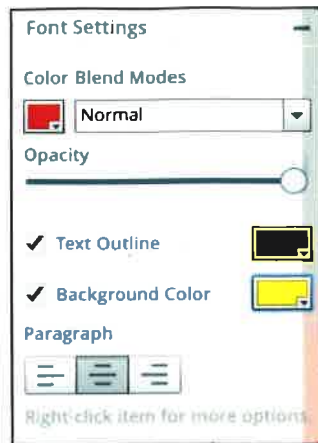 Font Settings
Color Blend Modes
Normal
Opacity
Text Outline
Background Color
Paragraph
Right-click item for more options.